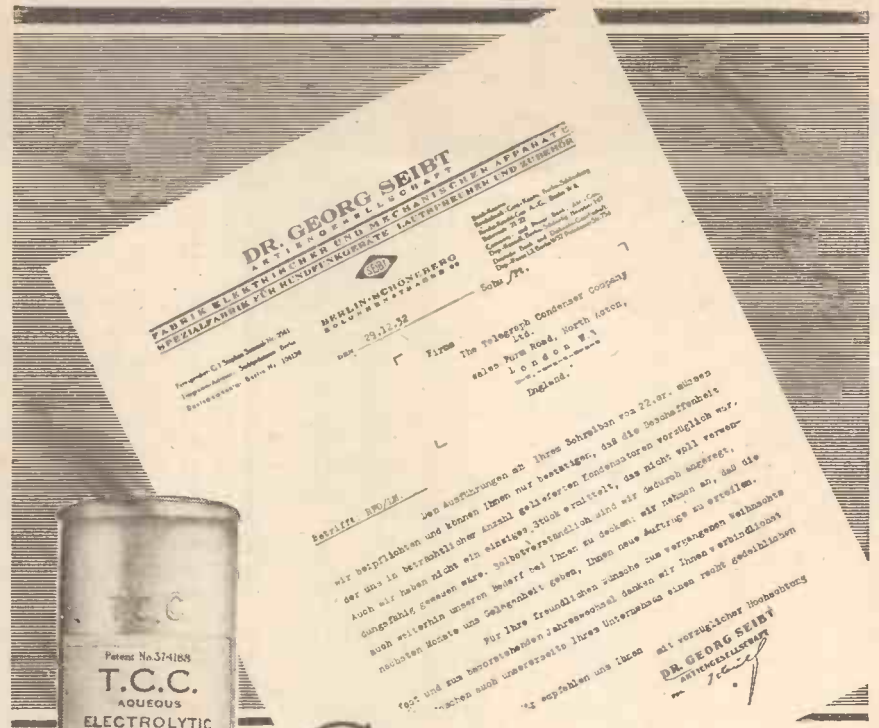 DR. GEORG SEIBT
AKTIENGESELLSCHAFT
FABRIK ELEKTRISCHER UND MECHANISCHER APPARATE
SPEZIALFABRIK FÜR RUNDFUNKGERÄTE LAUTSPRECHER UND ZUBEHÖR
SEIBT
BERLIN-SCHÖNEBERG
DEN 29.12.32
Firma
The Telegraph Condenser Company
Ltd.
Wales Farm Road, North Acton,
London
England.
Betrifft
Den Ausführungen Ihres Schreiben vom 22.dr. müssen
wir beipflichten und können Ihnen nur bestätigen, daß die Beschaffenheit
der uns in beträchtlicher Anzahl gelieferten Kondensatoren vorzüglich war.
Auch wir haben nicht ein einziges Stück ermittelt, das nicht voll verwen-
dungsfähig gewesen wäre. Selbstverständlich sind wir dadurch angeregt,
auch weiterhin unseren Bedarf bei Ihnen zu decken; wir nehmen an, daß die
nächsten Monate uns Gelegenheit geben, Ihnen neue Aufträge zu erteilen.
Für Ihre freundlichen Wünsche zum vergangenen Weihnachts
fest und zum bevorstehenden Jahreswechsel danken wir Ihnen verbindlichst
auch unsererseits Ihrem Unternehmen einen recht gedeihlichen
empfehlen uns Ihnen mit vorzüglicher Hochachtung
DR. GEORG SEIBT
AKTIENGESELLSCHAFT
T.C.C
Patent No.374188
T.C.C.
AQUEOUS
ELECTROLYTIC